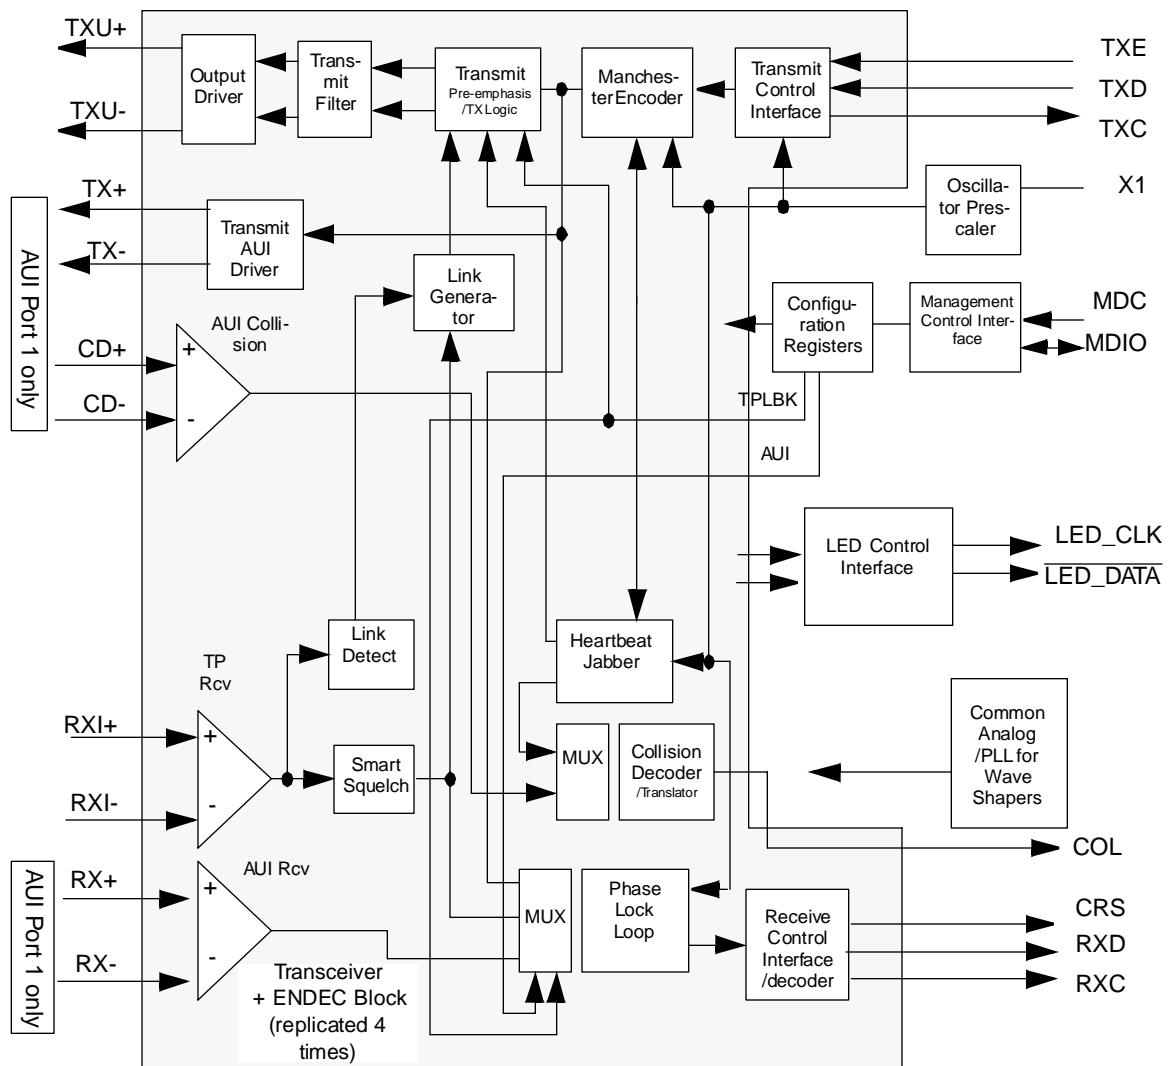 TXU+
TXU-
Output
Driver
Trans-
mit
Filter
Transmit
Pre-emphasis
/TX Logic
Manches-
ter Encoder
Transmit
Control
Interface
TXE
TXD
TXC
X1
Oscilla-
tor Pres-
caler
AUI Port 1 only
TX+
TX-
CD+
CD-
Transmit
AUI
Driver
AUI Colli-
sion
+
-
Link
Genera-
tor
Configu-
ration
Registers
Management
Control Inter-
face
MDC
MDIO
TPLBK
AUI
LED Control
Interface
LED_CLK
LED_DATA
Link
Detect
Heartbeat
Jabber
TP
Rcv
RXI+
RXI-
+
-
Smart
Squelch
MUX
Collision
Decoder
/Translator
Common
Analog
/PLL for
Wave
Shapers
COL
AUI Port 1 only
RX+
RX-
AUI Rcv
+
-
MUX
Phase
Lock
Loop
Receive
Control
Interface
/decoder
CRS
RXD
RXC
Transceiver
+ ENDEC Block
(replicated 4
times)